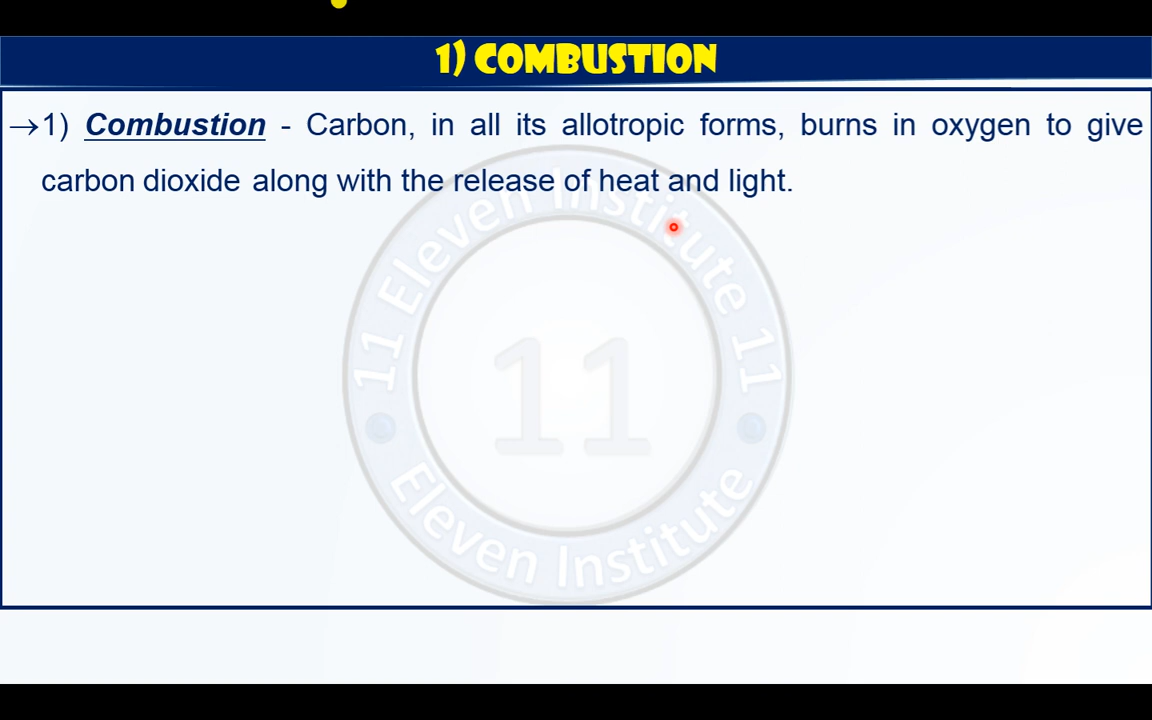 1) COMBUSTION
→1) Combustion - Carbon, in all its allotropic forms, burns in oxygen to give
carbon dioxide along with the release of heat and light.
11 Eleven Institute 11
11
Eleven Institute